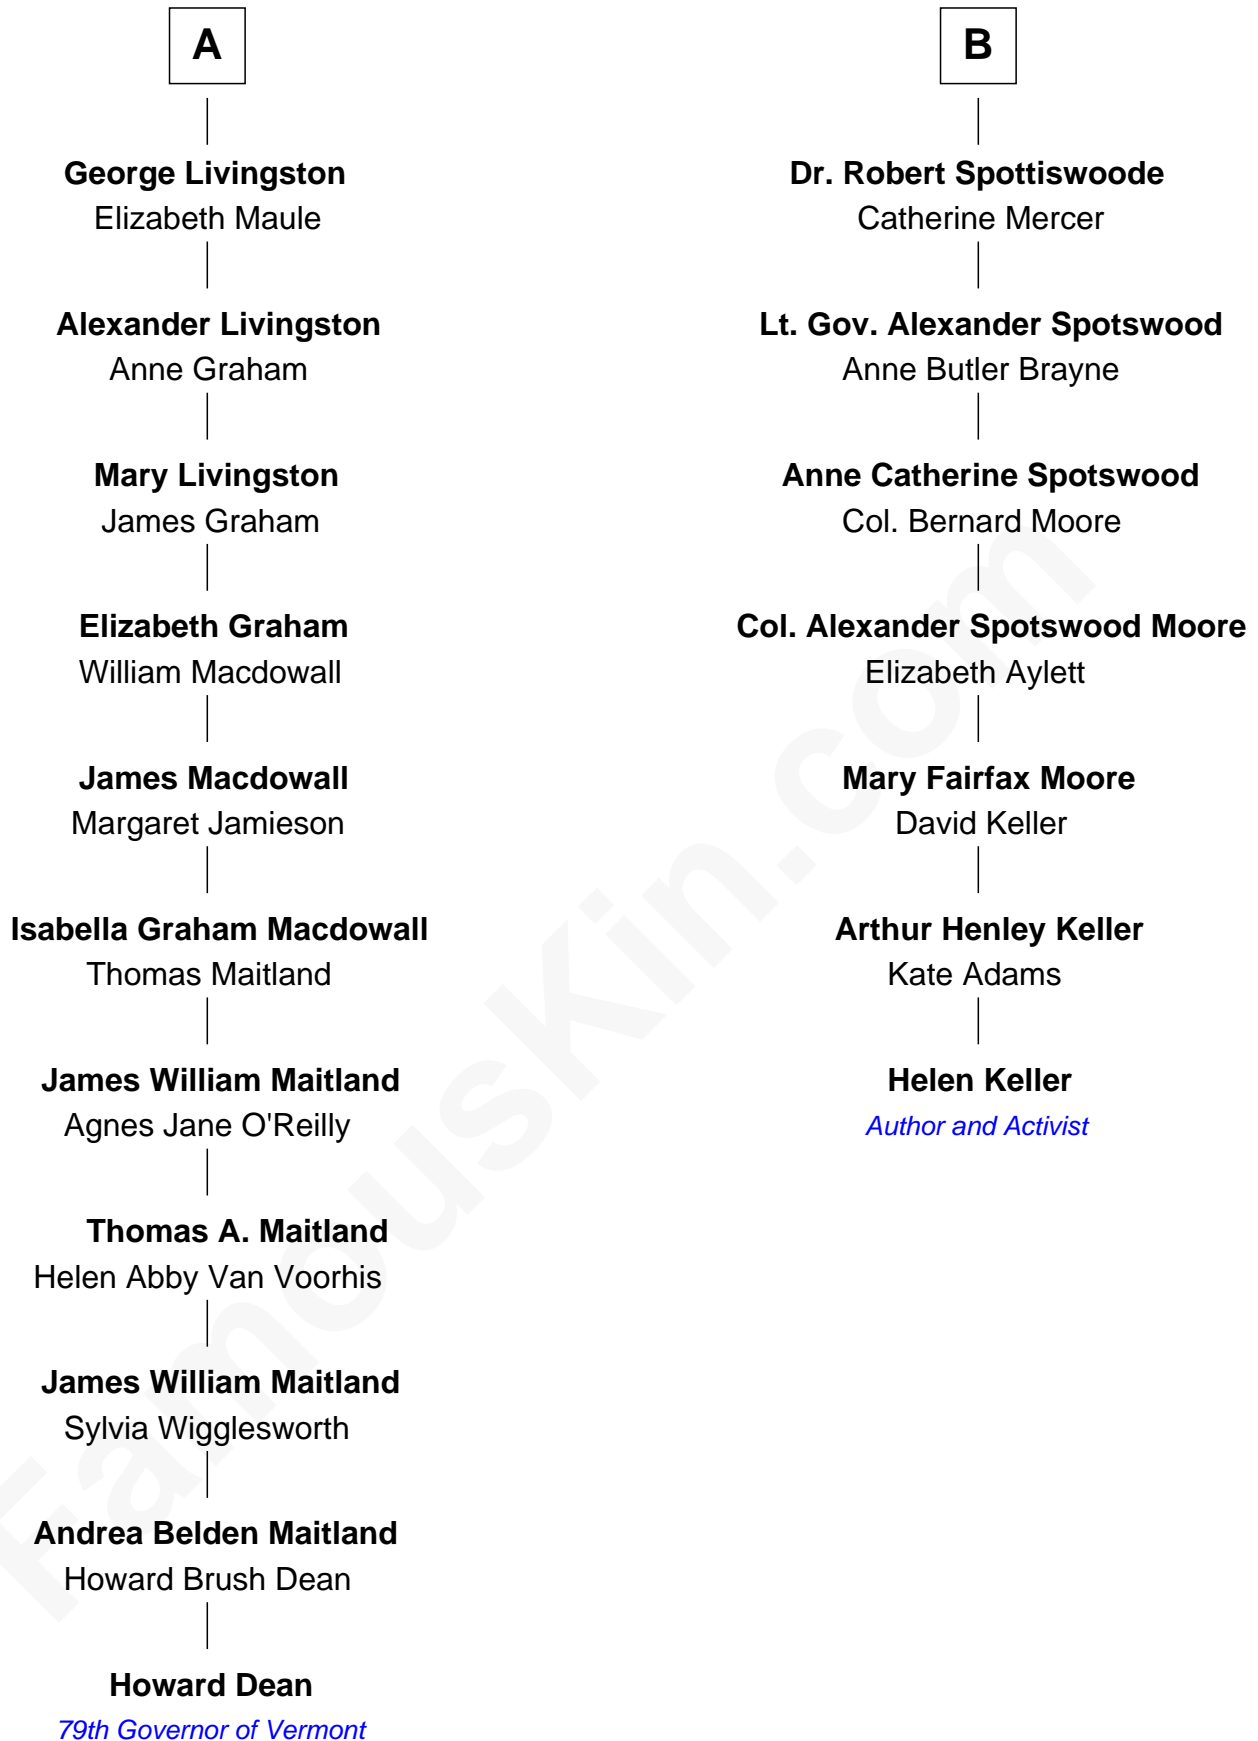 A
George Livingston
Elizabeth Maule
Alexander Livingston
Anne Graham
Mary Livingston
James Graham
Elizabeth Graham
William Macdowall
James Macdowall
Margaret Jamieson
Isabella Graham Macdowall
Thomas Maitland
James William Maitland
Agnes Jane O'Reilly
Thomas A. Maitland
Helen Abby Van Voorhis
James William Maitland
Sylvia Wigglesworth
Andrea Belden Maitland
Howard Brush Dean
Howard Dean
79th Governor of Vermont
B
Dr. Robert Spottiswoode
Catherine Mercer
Lt. Gov. Alexander Spotswood
Anne Butler Brayne
Anne Catherine Spotswood
Col. Bernard Moore
Col. Alexander Spotswood Moore
Elizabeth Aylett
Mary Fairfax Moore
David Keller
Arthur Henley Keller
Kate Adams
Helen Keller
Author and Activist
FamousKin.com